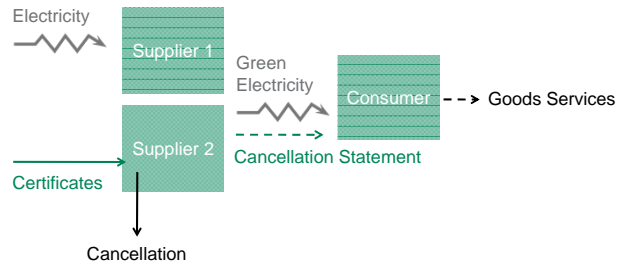 Electricity
Supplier 1
Green
Electricity
Consumer
Goods Services
Supplier 2
Cancellation Statement
Certificates
Cancellation